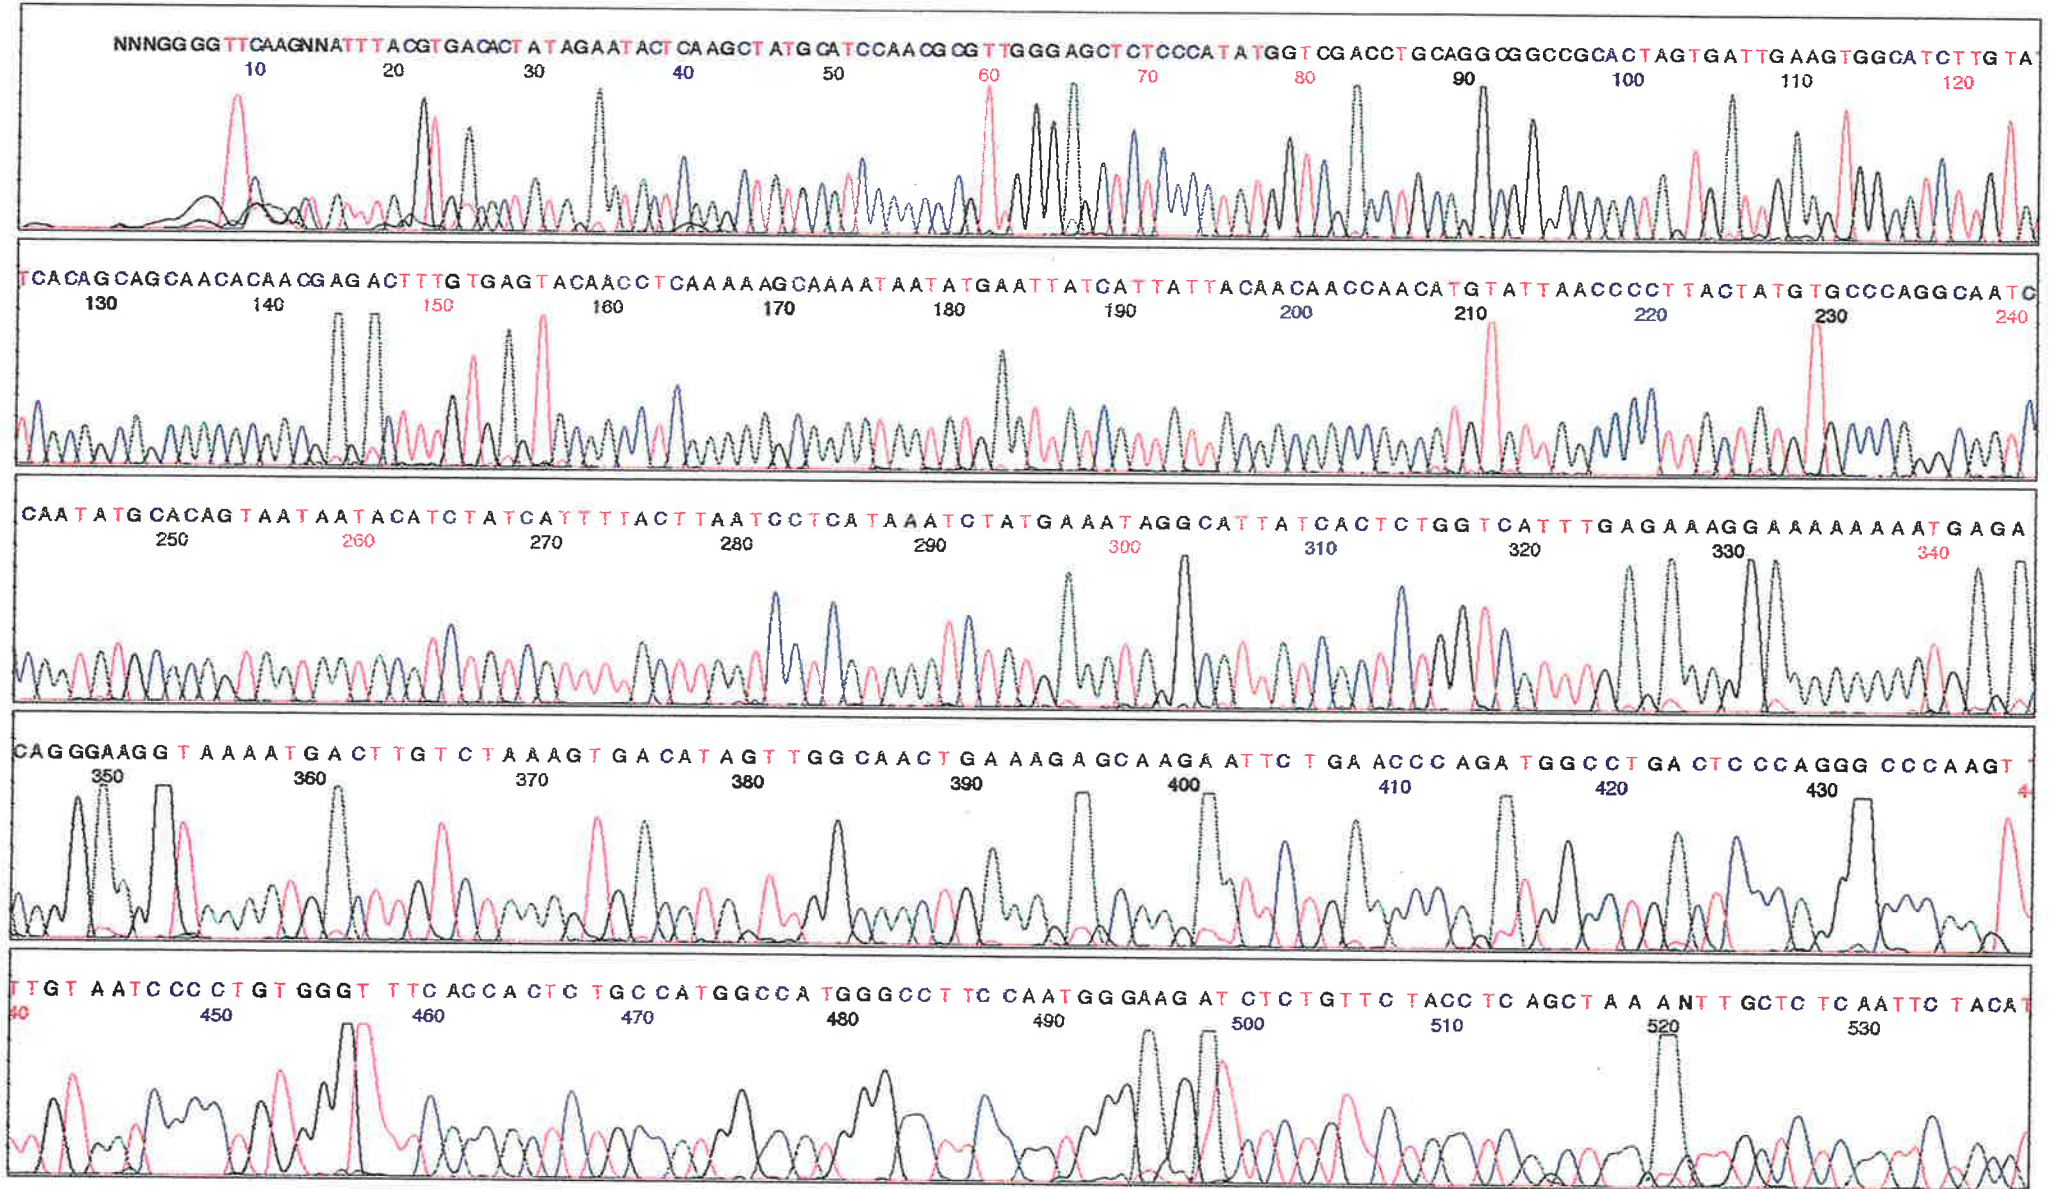 NNNGGGGTTCAAGNNATTTACGTGACACTATAGAATACTCAAGCTATGCATCCAACGCGTTGGGAGCTCTCCCATATGGTCGACCTGCAGGCGGCCGCACTAGTGATTGAAGTGGCATCTTGTA
10 20 30 40 50 60 70 80 90 100 110 120
TCACAGCAGCAACACAACGAGACTTTGTGAGTACAACCTCAAAAAGCAAAATAATATGAATTATCATTATTACAACAACCAACATGTATTAACCCCTTACTATGTGCCCAGGCAATC
130 140 150 160 170 180 190 200 210 220 230 240
CAATATGCACAGTAATAATACATCTATCATTTTACTTAATCCTCATAAATCTATGAAATAGGCATTATCACTCTGGTCATTTGAGAAAGGAAAAAAAATGAGA
250 260 270 280 290 300 310 320 330 340
CAGGGAAGGTAAAATGACTTGTCTAAAGTGACATAGTTGGCAACTGAAAGAGCAAGAATTCTGAACCCAGATGGCCTGACTCCCAGGGCCCAAGT
350 360 370 380 390 400 410 420 430
TTGTAATCCCCTGTGGGTTTCACCACTCTGCCATGGCCATGGGCCTTCCAATGGGAAGATCTCTGTTCTACCTCAGCTAAANTTGCTCTCAATTCTACAT
40 450 460 470 480 490 500 510 520 530